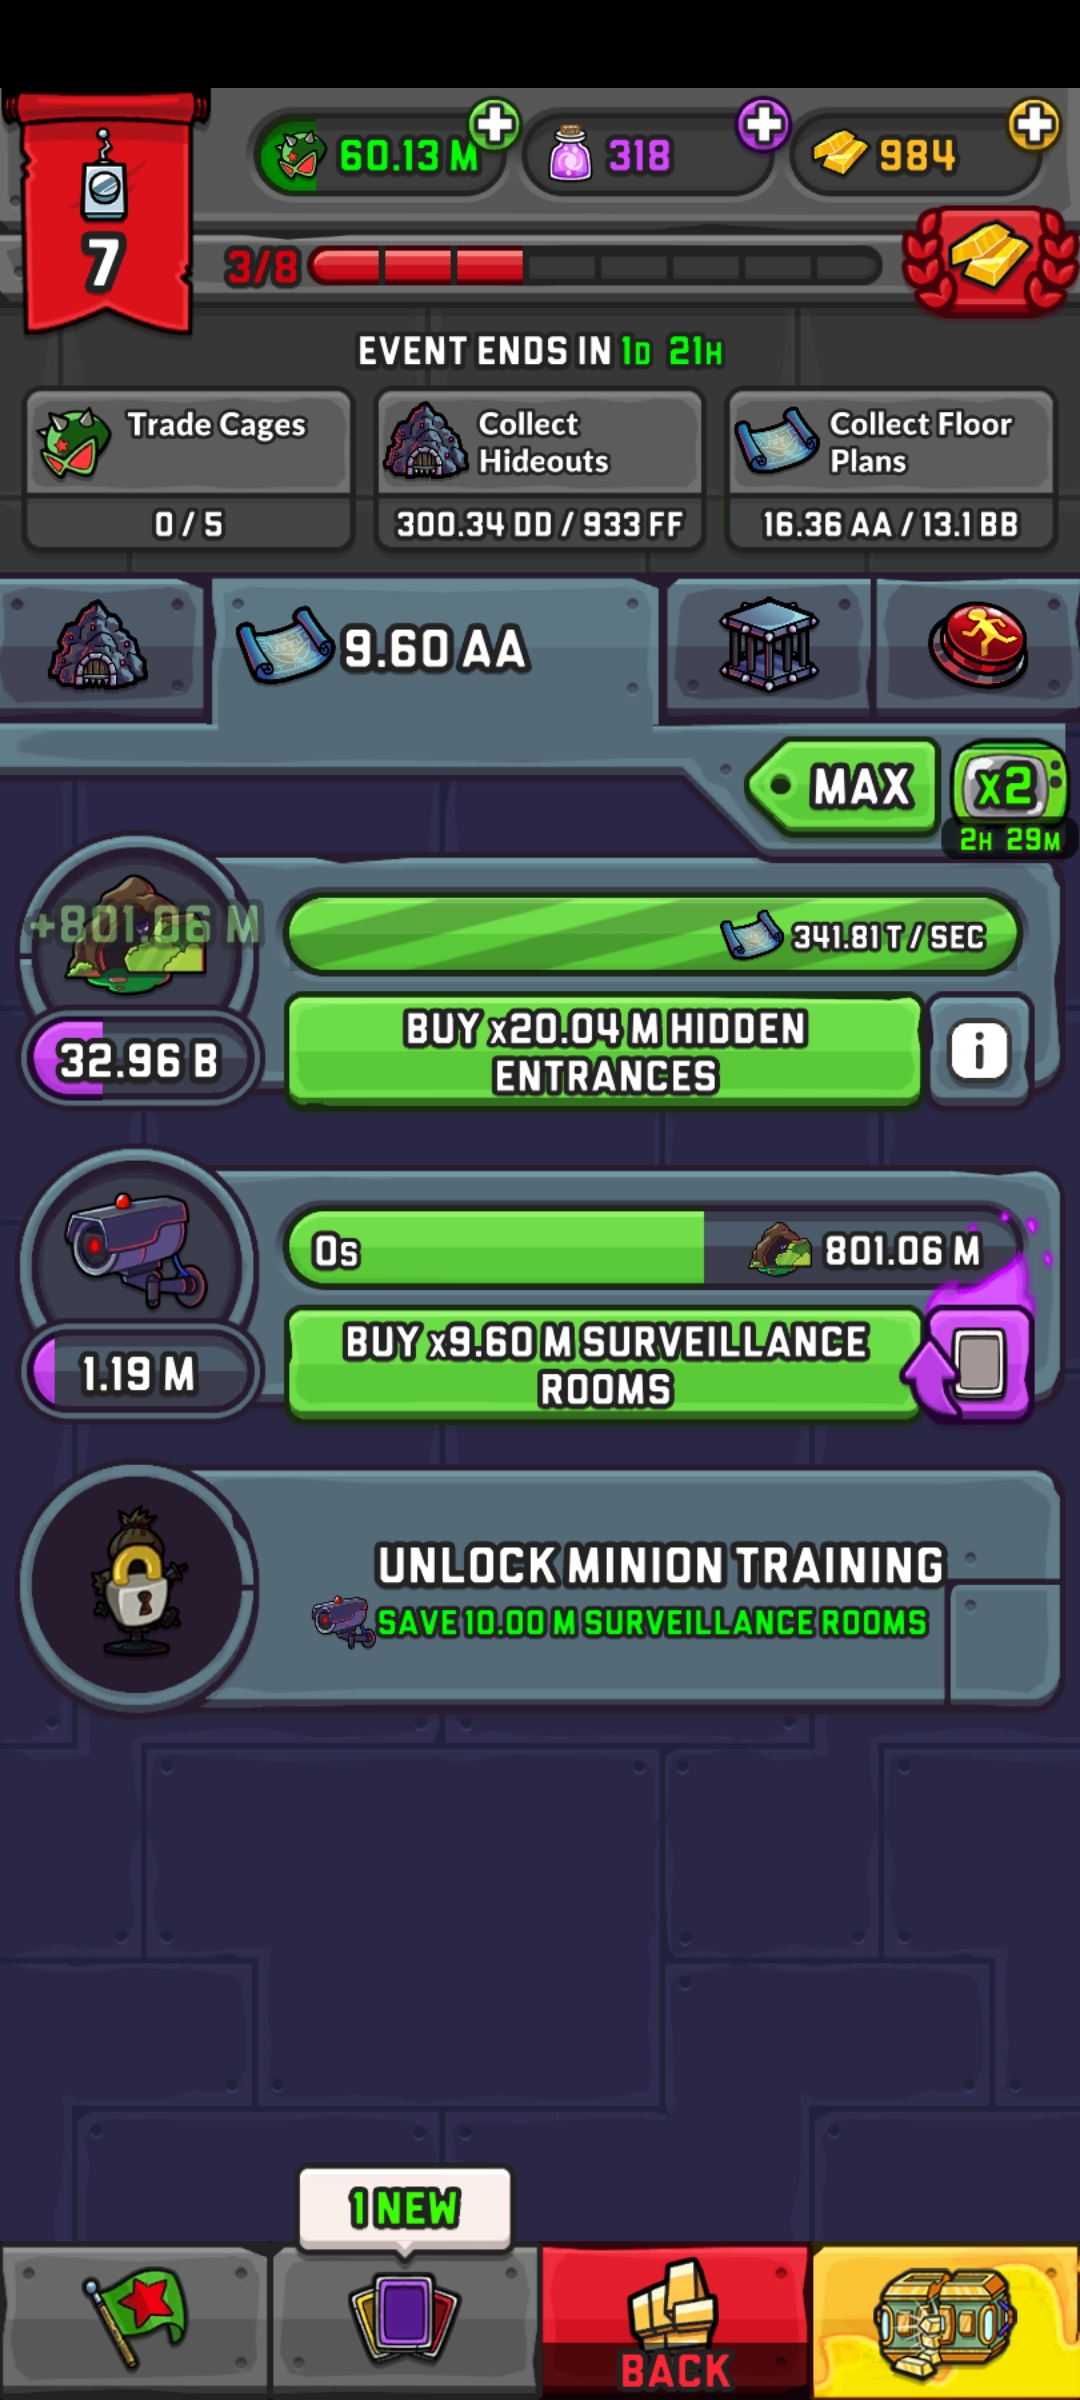 60.13 M
318
984
7
3/8
EVENT ENDS IN 1D 21H
Trade Cages
0 / 5
Collect
Hideouts
300.34 DD / 933 FF
Collect Floor
Plans
16.36 AA / 13.1 BB
9.60 AA
MAX
x2
2H 29M
+801.06 M
341.81 T / SEC
32.96 B
BUY x20.04 M HIDDEN
ENTRANCES
i
0s
801.06 M
1.19 M
BUY x9.60 M SURVEILLANCE
ROOMS
UNLOCK MINION TRAINING
SAVE 10.00 M SURVEILLANCE ROOMS
1 NEW
BACK